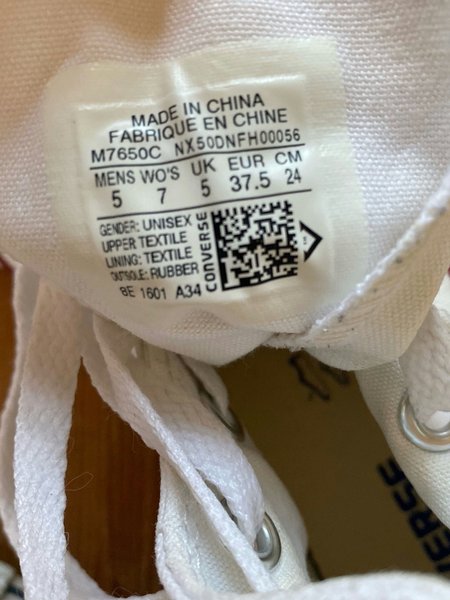 MADE IN CHINA
FABRIQUE EN CHINE
M7650C NX50DNFH00056
MENS WO'S UK EUR CM
5 7 5 37.5 24
GENDER: UNISEX
UPPER TEXTILE
LINING: TEXTILE
OUTSOLE: RUBBER
CONVERSE
BE 1601 A34
VERSE